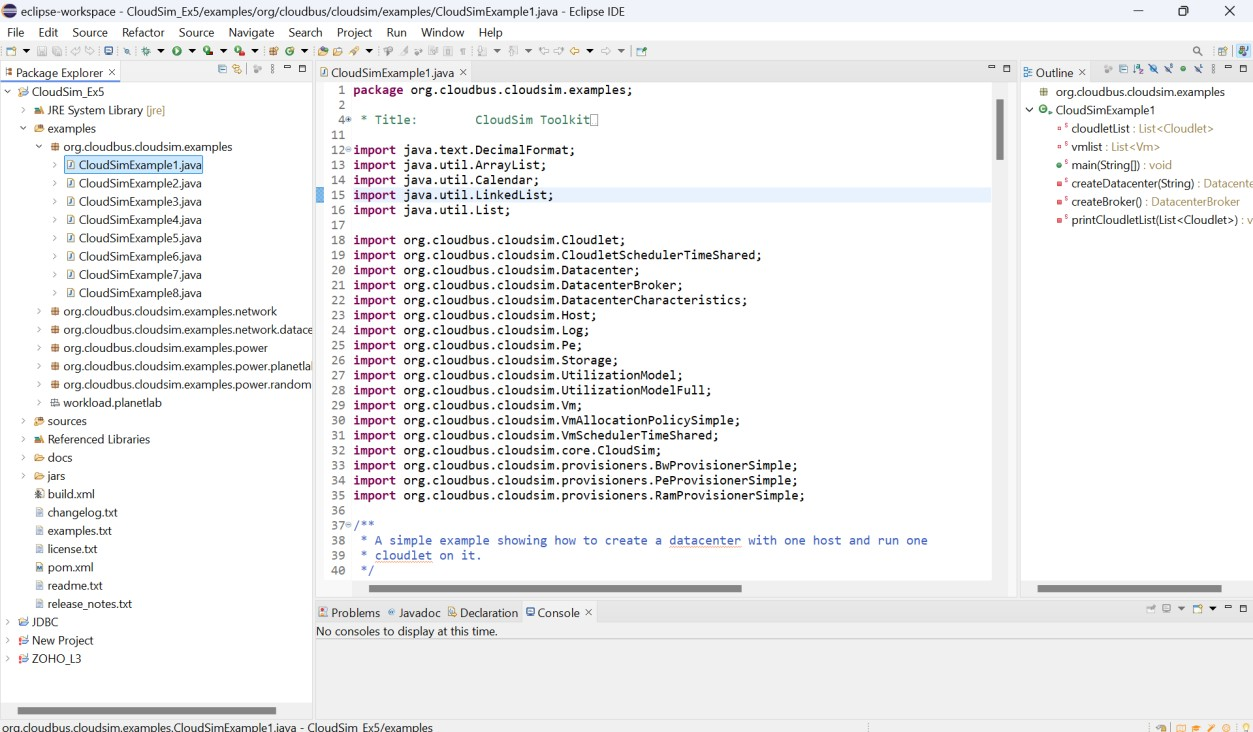 eclipse-workspace - CloudSim_Ex5/examples/org/cloudbus/cloudsim/examples/CloudSimExample1.java - Eclipse IDE
File Edit Source Refactor Source Navigate Search Project Run Window Help
Package Explorer
CloudSim_Ex5
JRE System Library [jre]
examples
org.cloudbus.cloudsim.examples
CloudSimExample1.java
CloudSimExample2.java
CloudSimExample3.java
CloudSimExample4.java
CloudSimExample5.java
CloudSimExample6.java
CloudSimExample7.java
CloudSimExample8.java
org.cloudbus.cloudsim.examples.network
org.cloudbus.cloudsim.examples.network.datace
org.cloudbus.cloudsim.examples.power
org.cloudbus.cloudsim.examples.power.planetla
org.cloudbus.cloudsim.examples.power.random
workload.planetlab
sources
Referenced Libraries
docs
jars
build.xml
changelog.txt
examples.txt
license.txt
pom.xml
readme.txt
release_notes.txt
JDBC
New Project
ZOHO_L3
CloudSimExample1.java
1 package org.cloudbus.cloudsim.examples;
2
4 * Title: CloudSim Toolkit
11
12 import java.text.DecimalFormat;
13 import java.util.ArrayList;
14 import java.util.Calendar;
15 import java.util.LinkedList;
16 import java.util.List;
17
18 import org.cloudbus.cloudsim.Cloudlet;
19 import org.cloudbus.cloudsim.CloudletSchedulerTimeShared;
20 import org.cloudbus.cloudsim.Datacenter;
21 import org.cloudbus.cloudsim.DatacenterBroker;
22 import org.cloudbus.cloudsim.DatacenterCharacteristics;
23 import org.cloudbus.cloudsim.Host;
24 import org.cloudbus.cloudsim.Log;
25 import org.cloudbus.cloudsim.Pe;
26 import org.cloudbus.cloudsim.Storage;
27 import org.cloudbus.cloudsim.UtilizationModel;
28 import org.cloudbus.cloudsim.UtilizationModelFull;
29 import org.cloudbus.cloudsim.Vm;
30 import org.cloudbus.cloudsim.VmAllocationPolicySimple;
31 import org.cloudbus.cloudsim.VmSchedulerTimeShared;
32 import org.cloudbus.cloudsim.core.CloudSim;
33 import org.cloudbus.cloudsim.provisioners.BwProvisionerSimple;
34 import org.cloudbus.cloudsim.provisioners.PeProvisionerSimple;
35 import org.cloudbus.cloudsim.provisioners.RamProvisionerSimple;
36
37 /**
38 * A simple example showing how to create a datacenter with one host and run one
39 * cloudlet on it.
40 */
Outline
org.cloudbus.cloudsim.examples
CloudSimExample1
cloudletList : List<Cloudlet>
vmlist : List<Vm>
main(String[]) : void
createDatacenter(String) : Datacente
createBroker() : DatacenterBroker
printCloudletList(List<Cloudlet>) : v
Problems Javadoc Declaration Console
No consoles to display at this time.
org.cloudbus.cloudsim.examples.CloudSimExample1.java - CloudSim_Ex5/examples